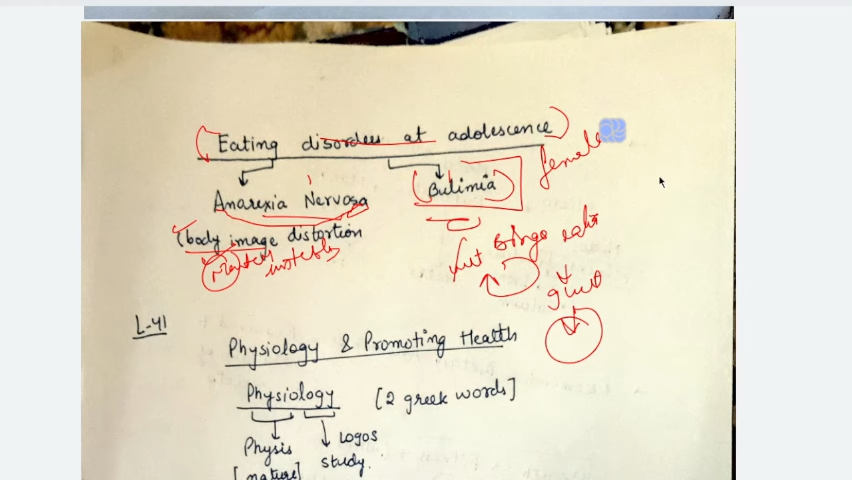 Eating disorders at adolescence
female
Anarexia Nervosa
Bulimia
(body image distortion
binge
L-41
Physiology & Promoting Health
Physiology [2 greek words]
Physis Logos
[nature] study.